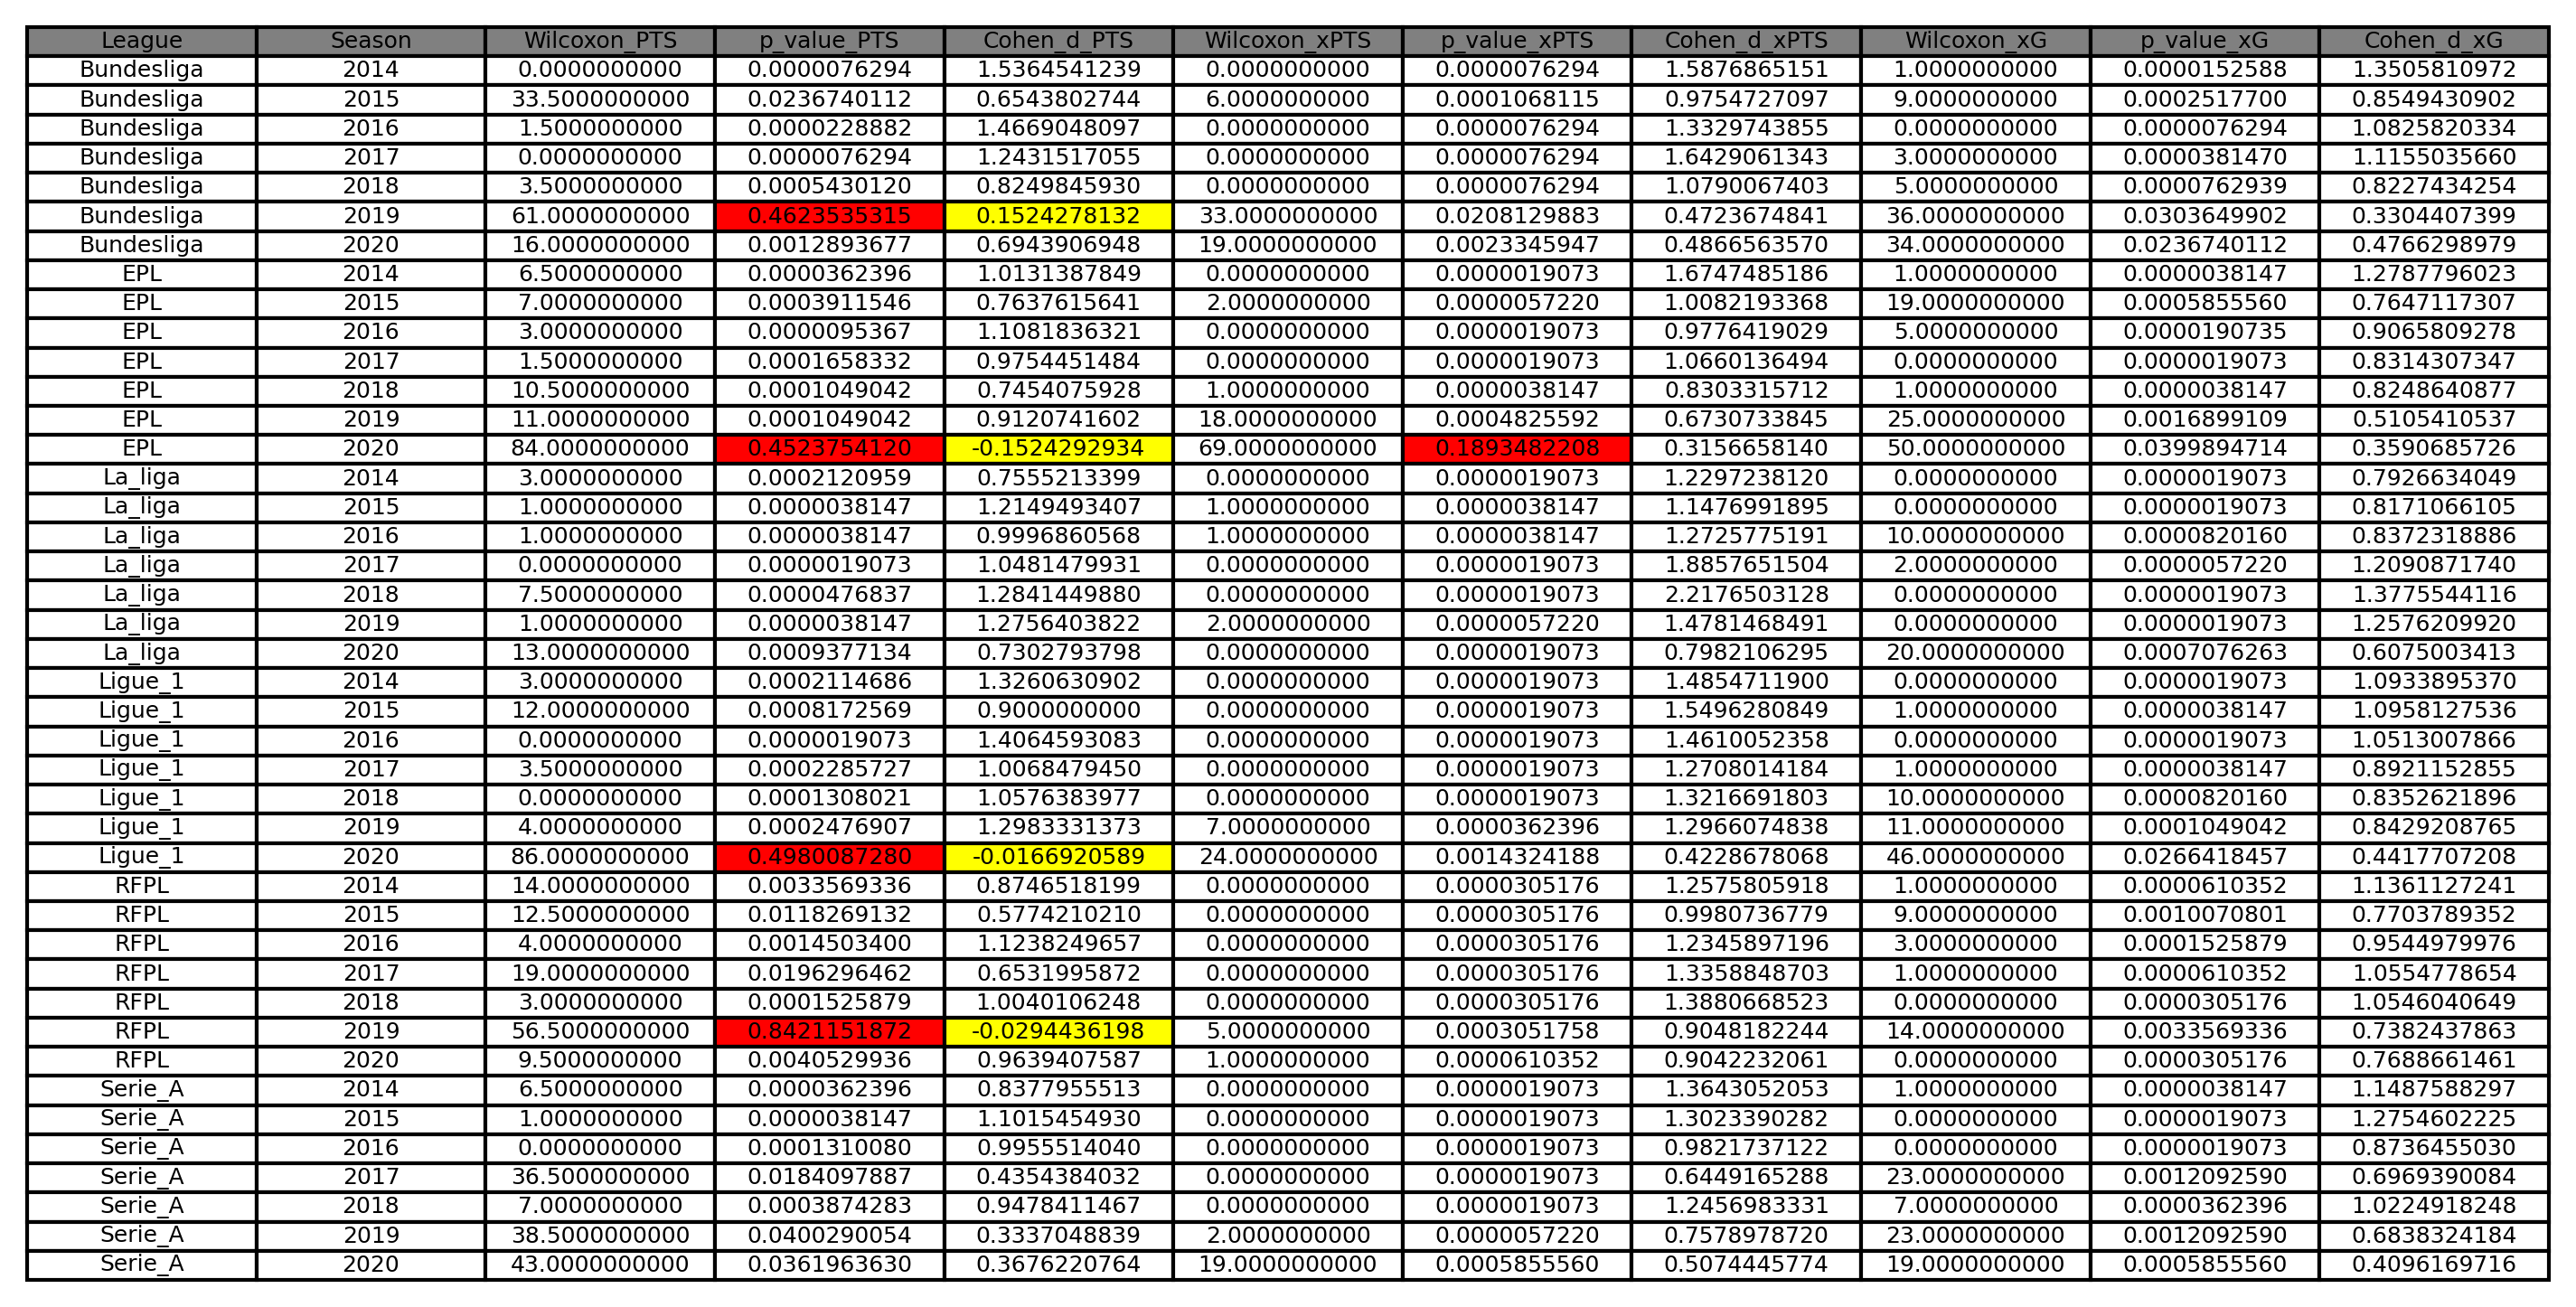 League Season Wilcoxon_PTS p_value_PTS Cohen_d_PTS Wilcoxon_xPTS p_value_xPTS Cohen_d_xPTS Wilcoxon_xG p_value_xG Cohen_d_xG
Bundesliga 2014 0.0000000000 0.0000076294 1.5364541239 0.0000000000 0.0000076294 1.5876865151 1.0000000000 0.0000152588 1.3505810972
Bundesliga 2015 33.5000000000 0.0236740112 0.6543802744 6.0000000000 0.0001068115 0.9754727097 9.0000000000 0.0002517700 0.8549430902
Bundesliga 2016 1.5000000000 0.0000228882 1.4669048097 0.0000000000 0.0000076294 1.3329743855 0.0000000000 0.0000076294 1.0825820334
Bundesliga 2017 0.0000000000 0.0000076294 1.2431517055 0.0000000000 0.0000076294 1.6429061343 3.0000000000 0.0000381470 1.1155035660
Bundesliga 2018 3.5000000000 0.0005430120 0.8249845930 0.0000000000 0.0000076294 1.0790067403 5.0000000000 0.0000762939 0.8227434254
Bundesliga 2019 61.0000000000 0.4623535315 0.1524278132 33.0000000000 0.0208129883 0.4723674841 36.0000000000 0.0303649902 0.3304407399
Bundesliga 2020 16.0000000000 0.0012893677 0.6943906948 19.0000000000 0.0023345947 0.4866563570 34.0000000000 0.0236740112 0.4766298979
EPL 2014 6.5000000000 0.0000362396 1.0131387849 0.0000000000 0.0000019073 1.6747485186 1.0000000000 0.0000038147 1.2787796023
EPL 2015 7.0000000000 0.0003911546 0.7637615641 2.0000000000 0.0000057220 1.0082193368 19.0000000000 0.0005855560 0.7647117307
EPL 2016 3.0000000000 0.0000095367 1.1081836321 0.0000000000 0.0000019073 0.9776419029 5.0000000000 0.0000190735 0.9065809278
EPL 2017 1.5000000000 0.0001658332 0.9754451484 0.0000000000 0.0000019073 1.0660136494 0.0000000000 0.0000019073 0.8314307347
EPL 2018 10.5000000000 0.0001049042 0.7454075928 1.0000000000 0.0000038147 0.8303315712 1.0000000000 0.0000038147 0.8248640877
EPL 2019 11.0000000000 0.0001049042 0.9120741602 18.0000000000 0.0004825592 0.6730733845 25.0000000000 0.0016899109 0.5105410537
EPL 2020 84.0000000000 0.4523754120 -0.1524292934 69.0000000000 0.1893482208 0.3156658140 50.0000000000 0.0399894714 0.3590685726
La_liga 2014 3.0000000000 0.0002120959 0.7555213399 0.0000000000 0.0000019073 1.2297238120 0.0000000000 0.0000019073 0.7926634049
La_liga 2015 1.0000000000 0.0000038147 1.2149493407 1.0000000000 0.0000038147 1.1476991895 0.0000000000 0.0000019073 0.8171066105
La_liga 2016 1.0000000000 0.0000038147 0.9996860568 1.0000000000 0.0000038147 1.2725775191 10.0000000000 0.0000820160 0.8372318886
La_liga 2017 0.0000000000 0.0000019073 1.0481479931 0.0000000000 0.0000019073 1.8857651504 2.0000000000 0.0000057220 1.2090871740
La_liga 2018 7.5000000000 0.0000476837 1.2841449880 0.0000000000 0.0000019073 2.2176503128 0.0000000000 0.0000019073 1.3775544116
La_liga 2019 1.0000000000 0.0000038147 1.2756403822 2.0000000000 0.0000057220 1.4781468491 0.0000000000 0.0000019073 1.2576209920
La_liga 2020 13.0000000000 0.0009377134 0.7302793798 0.0000000000 0.0000019073 0.7982106295 20.0000000000 0.0007076263 0.6075003413
Ligue_1 2014 3.0000000000 0.0002114686 1.3260630902 0.0000000000 0.0000019073 1.4854711900 0.0000000000 0.0000019073 1.0933895370
Ligue_1 2015 12.0000000000 0.0008172569 0.9000000000 0.0000000000 0.0000019073 1.5496280849 1.0000000000 0.0000038147 1.0958127536
Ligue_1 2016 0.0000000000 0.0000019073 1.4064593083 0.0000000000 0.0000019073 1.4610052358 0.0000000000 0.0000019073 1.0513007866
Ligue_1 2017 3.5000000000 0.0002285727 1.0068479450 0.0000000000 0.0000019073 1.2708014184 1.0000000000 0.0000038147 0.8921152855
Ligue_1 2018 0.0000000000 0.0001308021 1.0576383977 0.0000000000 0.0000019073 1.3216691803 10.0000000000 0.0000820160 0.8352621896
Ligue_1 2019 4.0000000000 0.0002476907 1.2983331373 7.0000000000 0.0000362396 1.2966074838 11.0000000000 0.0001049042 0.8429208765
Ligue_1 2020 86.0000000000 0.4980087280 -0.0166920589 24.0000000000 0.0014324188 0.4228678068 46.0000000000 0.0266418457 0.4417707208
RFPL 2014 14.0000000000 0.0033569336 0.8746518199 0.0000000000 0.0000305176 1.2575805918 1.0000000000 0.0000610352 1.1361127241
RFPL 2015 12.5000000000 0.0118269132 0.5774210210 0.0000000000 0.0000305176 0.9980736779 9.0000000000 0.0010070801 0.7703789352
RFPL 2016 4.0000000000 0.0014503400 1.1238249657 0.0000000000 0.0000305176 1.2345897196 3.0000000000 0.0001525879 0.9544979976
RFPL 2017 19.0000000000 0.0196296462 0.6531995872 0.0000000000 0.0000305176 1.3358848703 1.0000000000 0.0000610352 1.0554778654
RFPL 2018 3.0000000000 0.0001525879 1.0040106248 0.0000000000 0.0000305176 1.3880668523 0.0000000000 0.0000305176 1.0546040649
RFPL 2019 56.5000000000 0.8421151872 -0.0294436198 5.0000000000 0.0003051758 0.9048182244 14.0000000000 0.0033569336 0.7382437863
RFPL 2020 9.5000000000 0.0040529936 0.9639407587 1.0000000000 0.0000610352 0.9042232061 0.0000000000 0.0000305176 0.7688661461
Serie_A 2014 6.5000000000 0.0000362396 0.8377955513 0.0000000000 0.0000019073 1.3643052053 1.0000000000 0.0000038147 1.1487588297
Serie_A 2015 1.0000000000 0.0000038147 1.1015454930 0.0000000000 0.0000019073 1.3023390282 0.0000000000 0.0000019073 1.2754602225
Serie_A 2016 0.0000000000 0.0001310080 0.9955514040 0.0000000000 0.0000019073 0.9821737122 0.0000000000 0.0000019073 0.8736455030
Serie_A 2017 36.5000000000 0.0184097887 0.4354384032 0.0000000000 0.0000019073 0.6449165288 23.0000000000 0.0012092590 0.6969390084
Serie_A 2018 7.0000000000 0.0003874283 0.9478411467 0.0000000000 0.0000019073 1.2456983331 7.0000000000 0.0000362396 1.0224918248
Serie_A 2019 38.5000000000 0.0400290054 0.3337048839 2.0000000000 0.0000057220 0.7578978720 23.0000000000 0.0012092590 0.6838324184
Serie_A 2020 43.0000000000 0.0361963630 0.3676220764 19.0000000000 0.0005855560 0.5074445774 19.0000000000 0.0005855560 0.4096169716